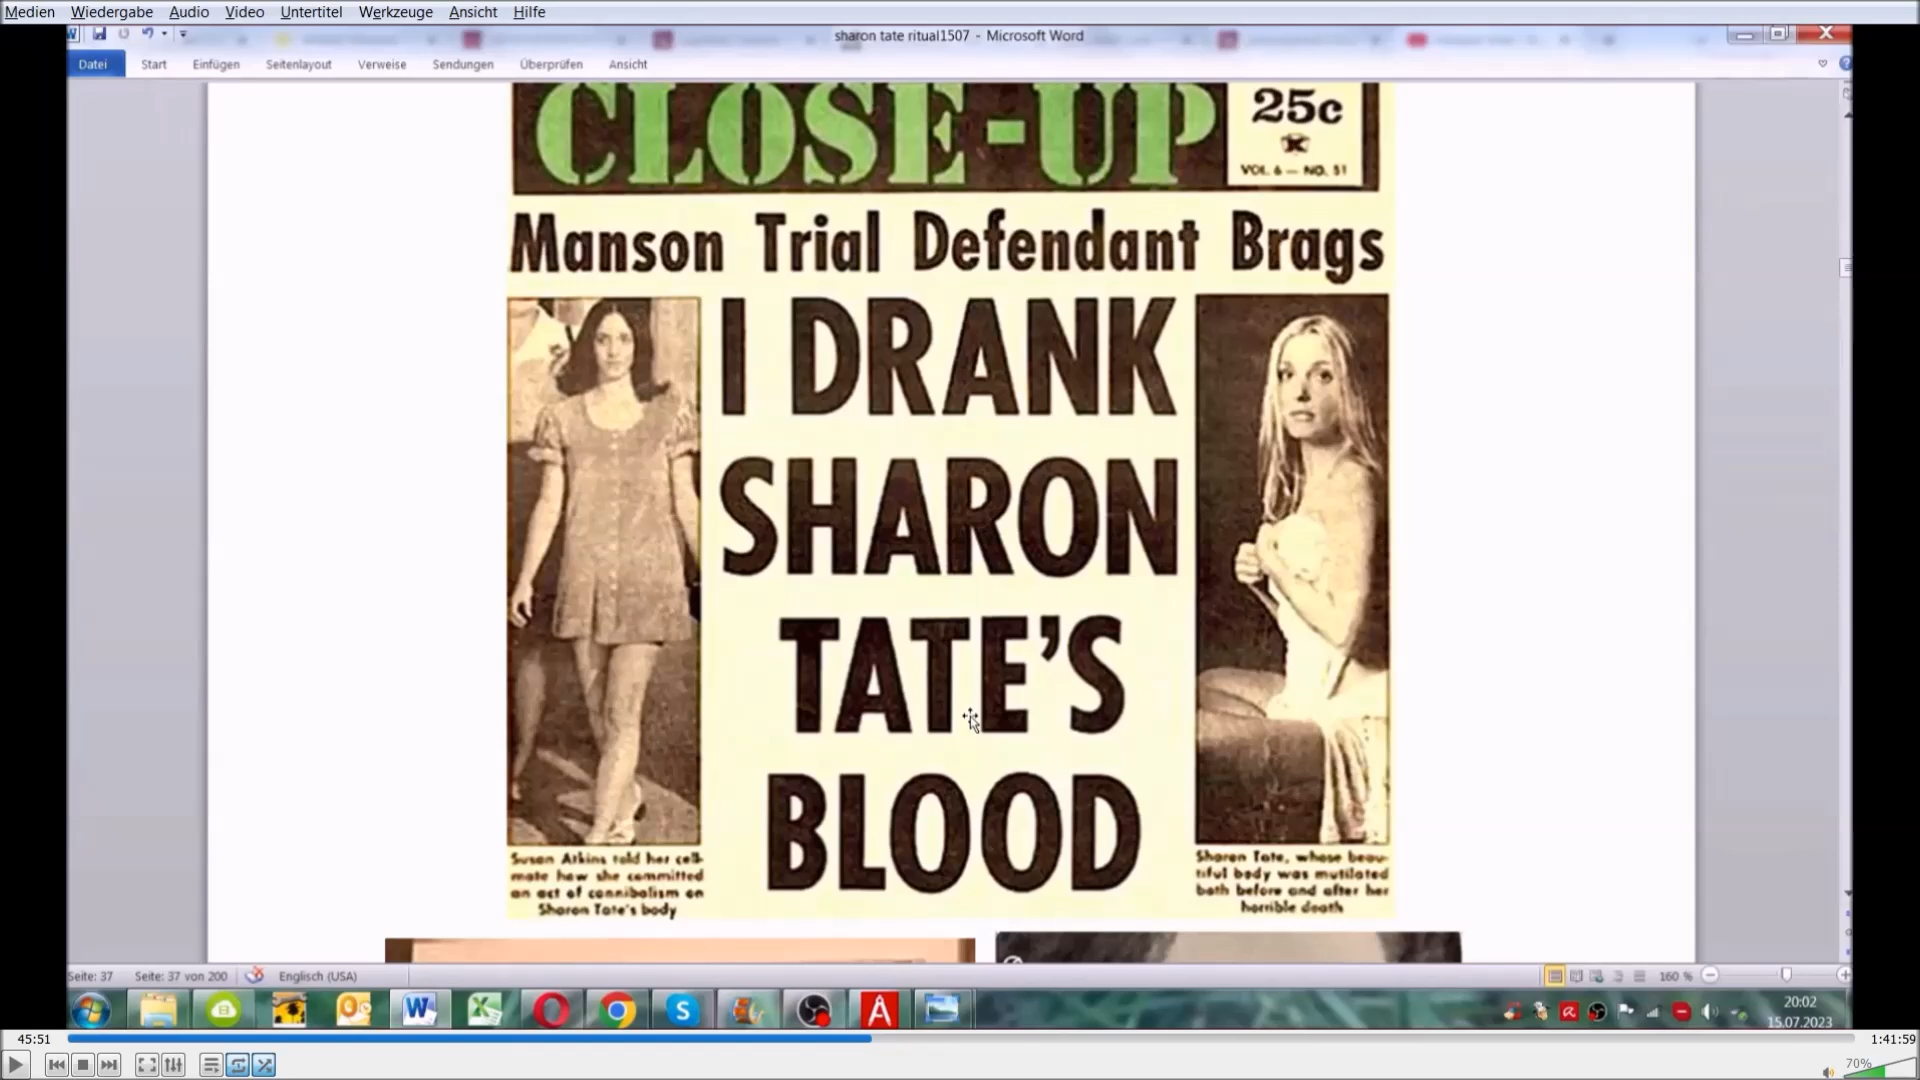 Medien Wiedergabe Audio Video Untertitel Werkzeuge Ansicht Hilfe
sharon tate ritual1507 - Microsoft Word
Datei Start Einfügen Seitenlayout Verweise Sendungen Überprüfen Ansicht
CLOSE-UP
25c
VOL. 6 — NO. 51
Manson Trial Defendant Brags
I DRANK
SHARON
TATE'S
BLOOD
Susan Atkins told her cell-
mate how she committed
an act of cannibalism on
Sharon Tate's body
Sharon Tate, whose beau-
tiful body was mutilated
both before and after her
horrible death
Seite: 37 Seite: 37 von 200 Englisch (USA) 160 %
20:02
15.07.2023
45:51 1:41:59
70%